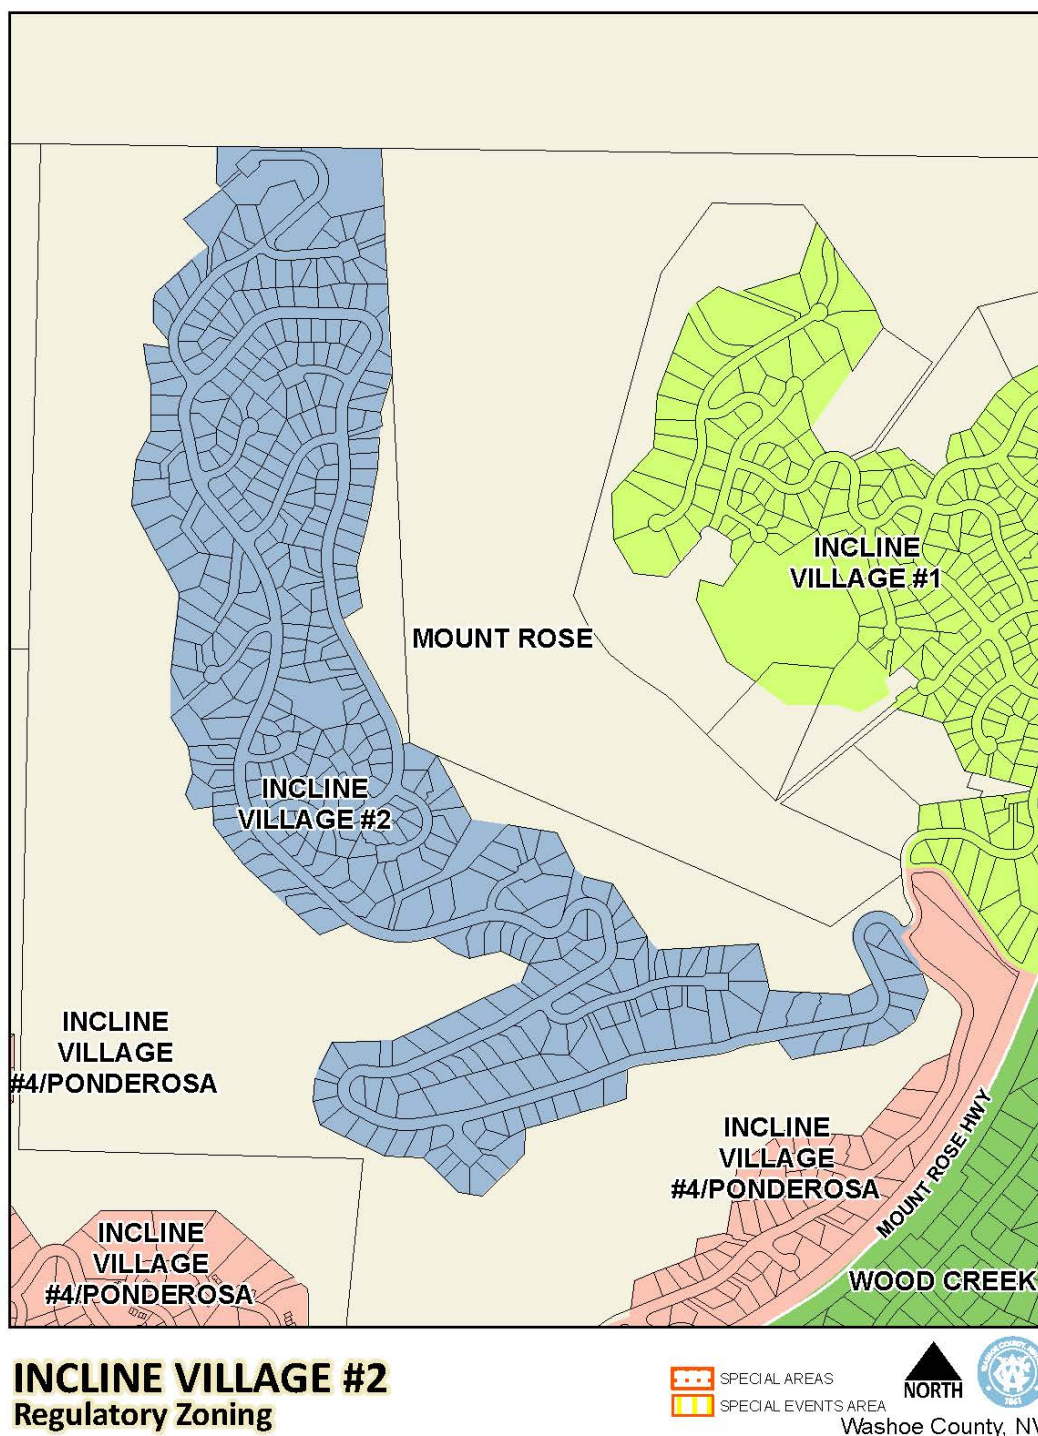 INCLINE
VILLAGE #1
MOUNT ROSE
INCLINE
VILLAGE #2
INCLINE
VILLAGE
#4/PONDEROSA
INCLINE
VILLAGE
#4/PONDEROSA
MOUNT ROSE HWY
INCLINE
VILLAGE
#4/PONDEROSA
WOOD CREEK
INCLINE VILLAGE #2
Regulatory Zoning
SPECIAL AREAS
SPECIAL EVENTS AREA
NORTH
Washoe County, NV